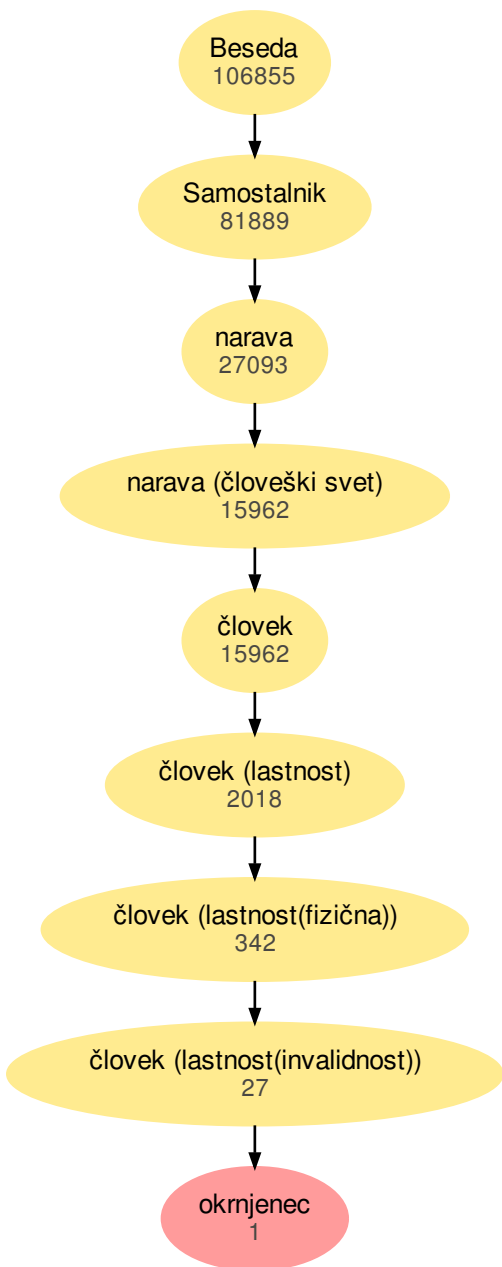 Beseda
106855
Samostalnik
81889
narava
27093
narava (človeški svet)
15962
človek
15962
človek (lastnost)
2018
človek (lastnost(fizična))
342
človek (lastnost(invalidnost))
27
okrnjenec
1